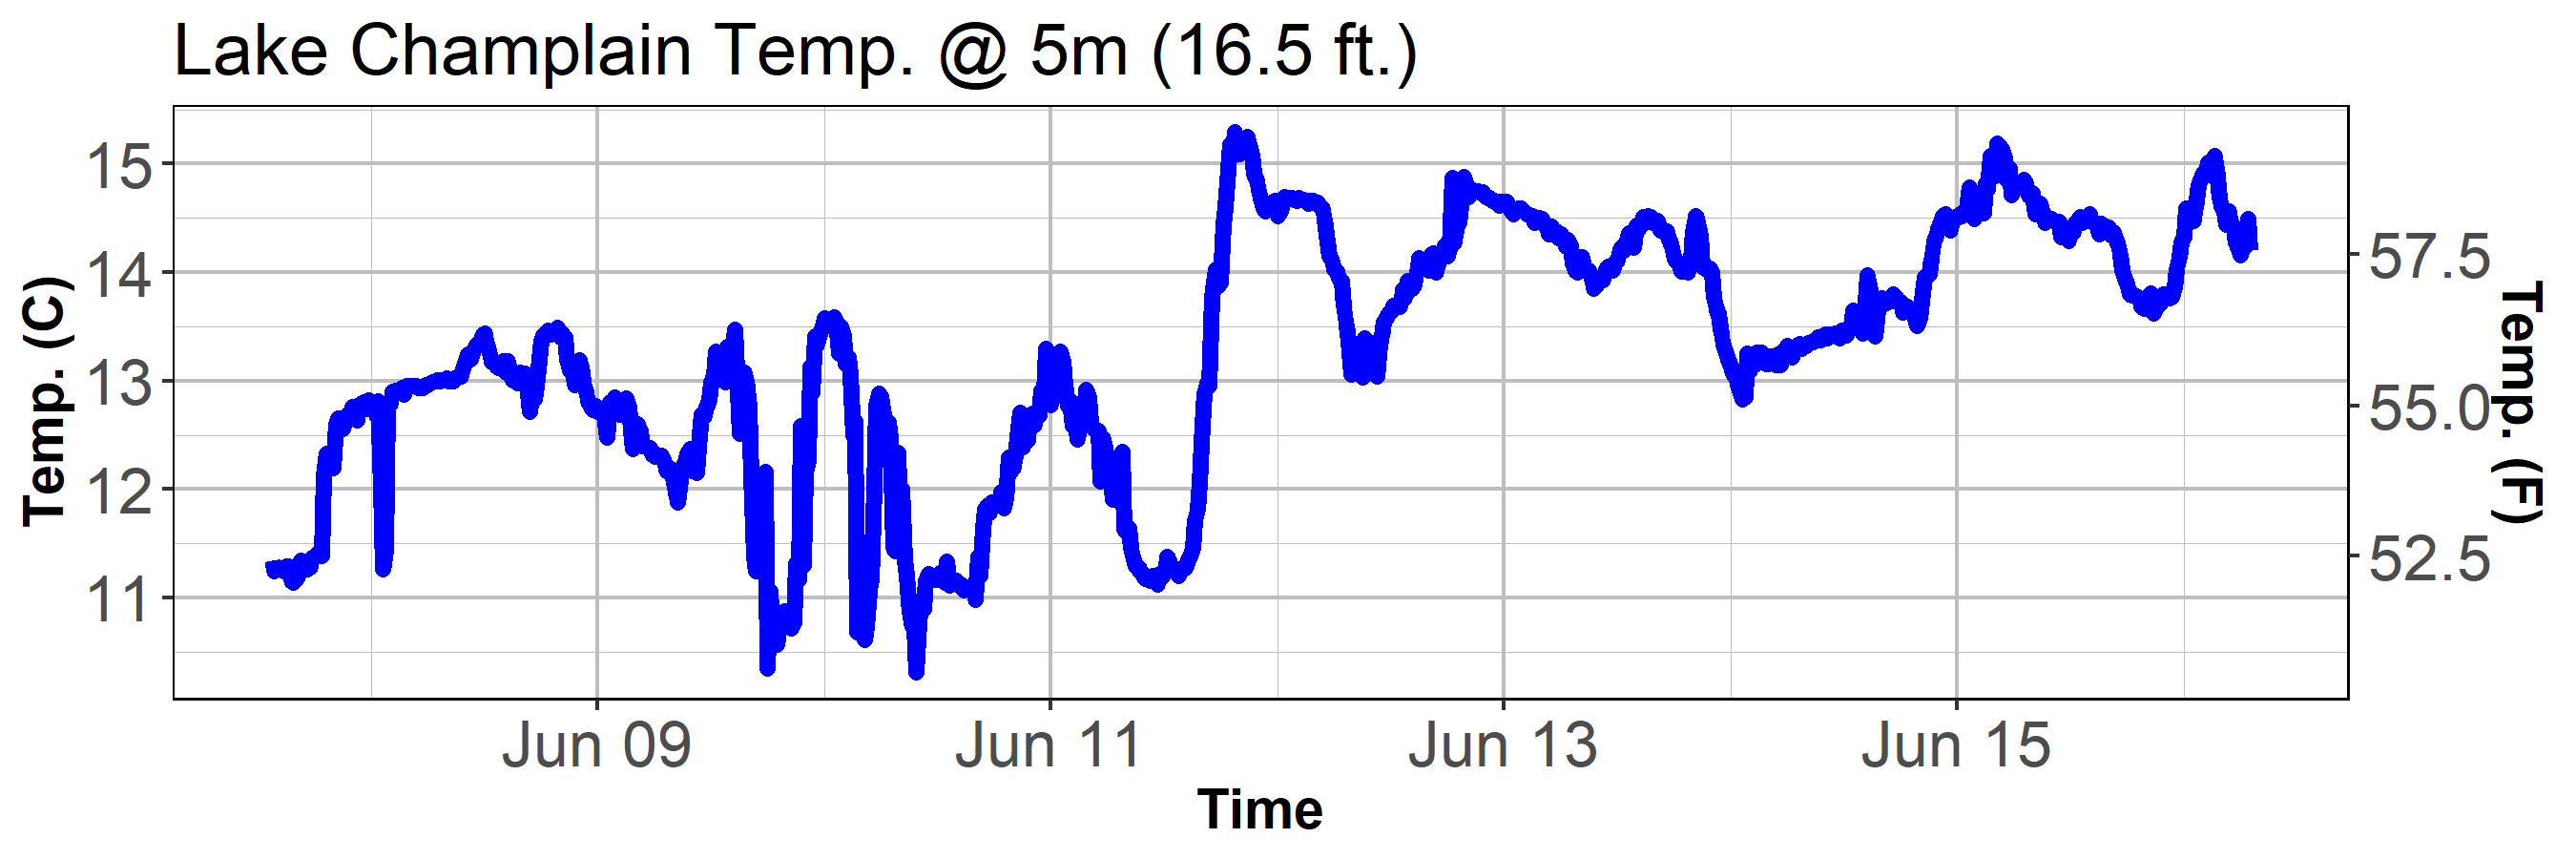 Lake Champlain Temp. @ 5m (16.5 ft.)
Temp. (C)
15
14
13
12
11
57.5
55.0
52.5
Temp. (F)
Jun 09
Jun 11
Jun 13
Jun 15
Time